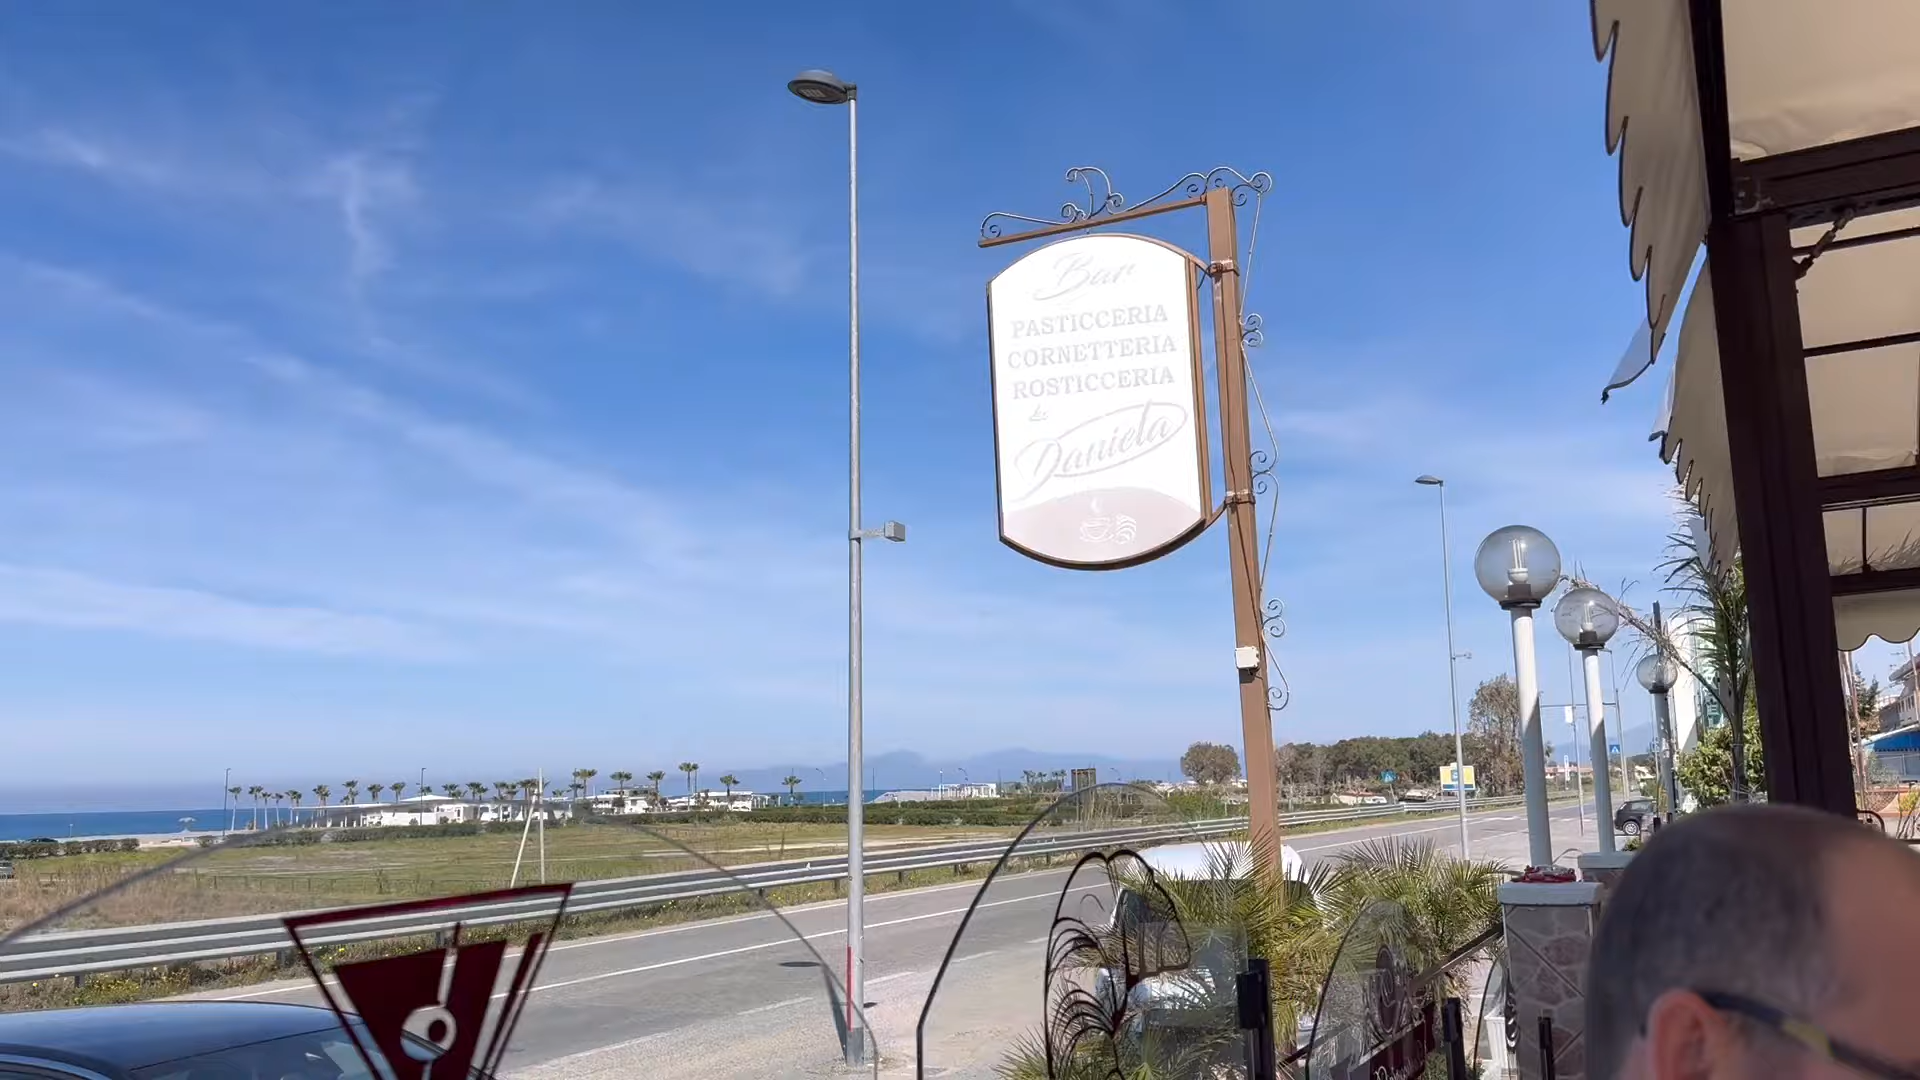 Bar
PASTICCERIA
CORNETTERIA
ROSTICCERIA
da
Daniela